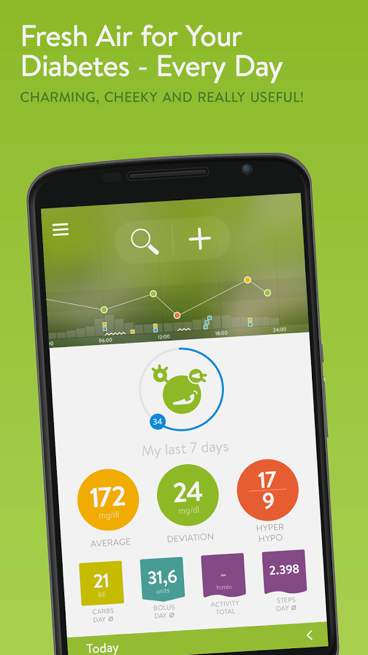 Fresh Air for Your
Diabetes - Every Day
CHARMING, CHEEKY AND REALLY USEFUL!
06:00 12:00 18:00 24:00
34
My last 7 days
172
mg/dl
AVERAGE
24
mg/dl
DEVIATION
17
9
HYPER
HYPO
21
BE
CARBS
DAY Ø
31,6
units
BOLUS
DAY Ø
–
h:min
ACTIVITY
TOTAL
2.398
STEPS
DAY Ø
Today